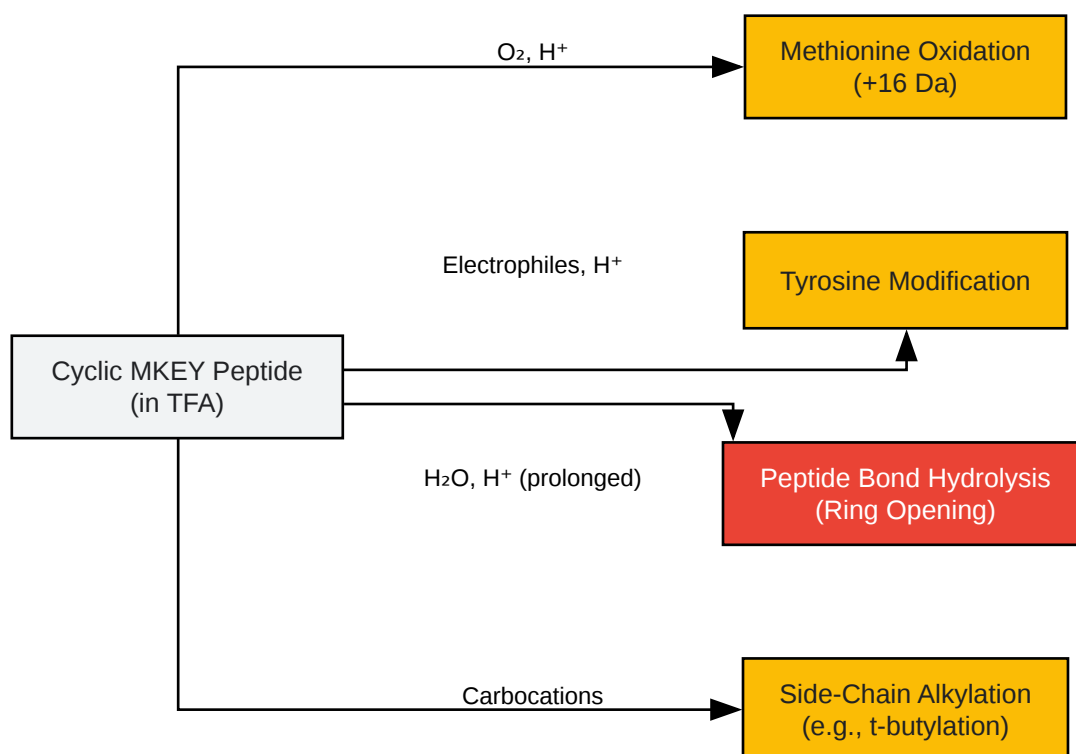 O₂, H⁺
Methionine Oxidation
(+16 Da)
Electrophiles, H⁺
Tyrosine Modification
Cyclic MKEY Peptide
(in TFA)
H₂O, H⁺ (prolonged)
Peptide Bond Hydrolysis
(Ring Opening)
Carbocations
Side-Chain Alkylation
(e.g., t-butylation)